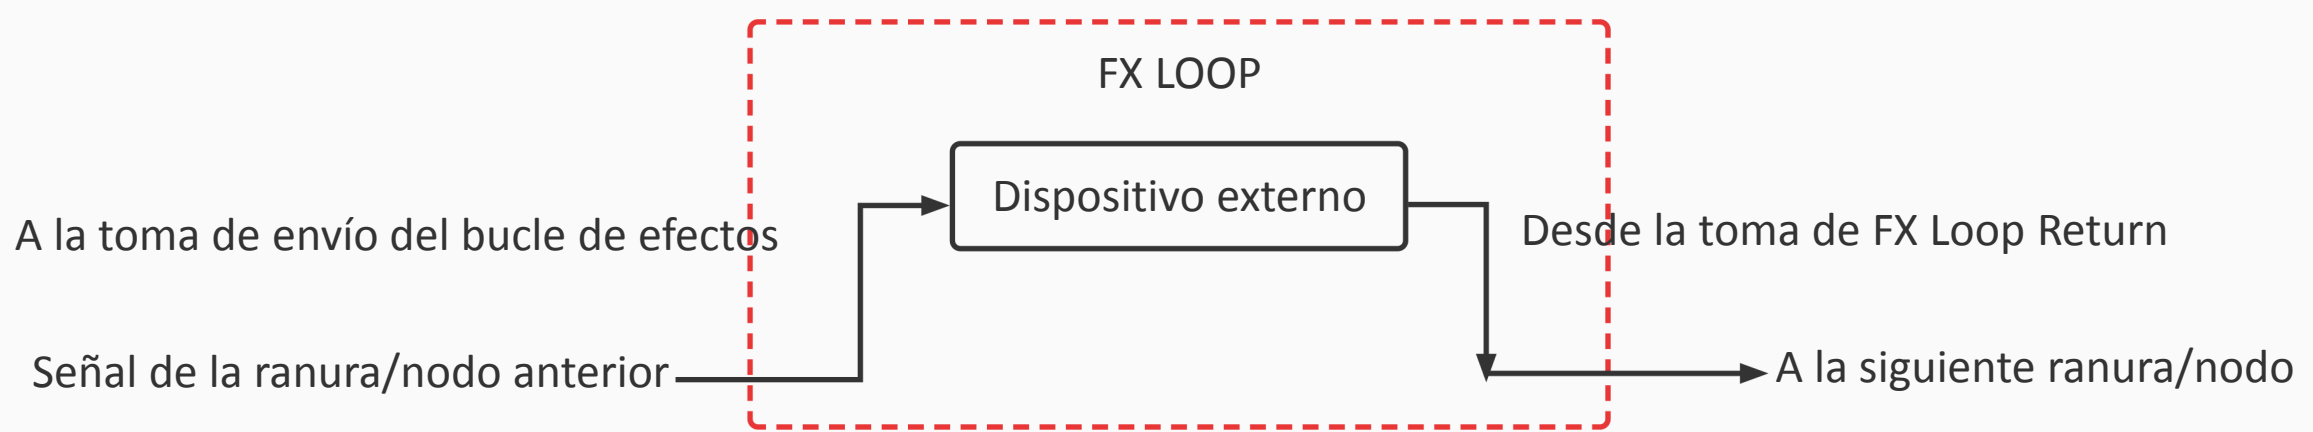 FX LOOP
Dispositivo externo
A la toma de envío del bucle de efectos
Desde la toma de FX Loop Return
Señal de la ranura/nodo anterior
A la siguiente ranura/nodo